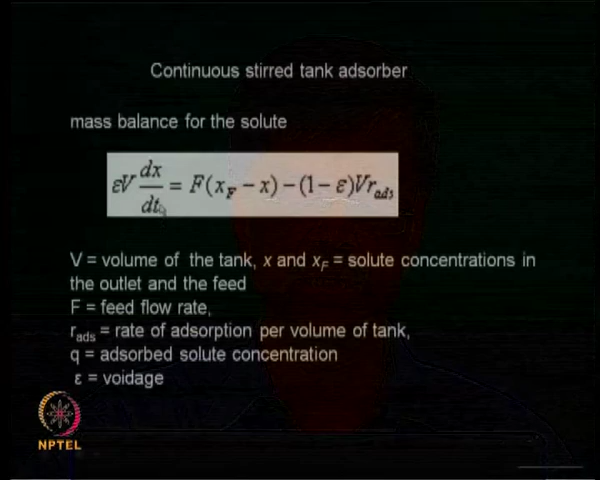 Continuous stirred tank adsorber
mass balance for the solute
εV dx/dt = F(x_F − x) − (1 − ε)Vr_ads
V = volume of the tank, x and x_F = solute concentrations in
the outlet and the feed
F = feed flow rate,
r_ads = rate of adsorption per volume of tank,
q = adsorbed solute concentration
ε = voidage
NPTEL